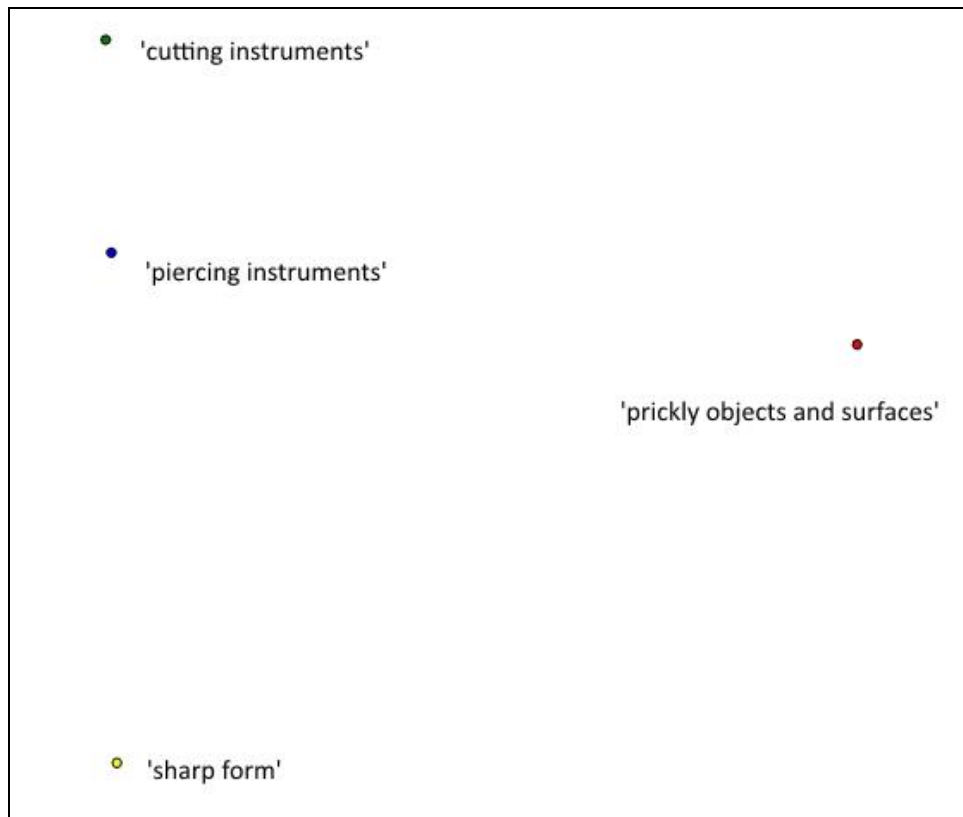 'cutting instruments'
'piercing instruments'
'prickly objects and surfaces'
'sharp form'